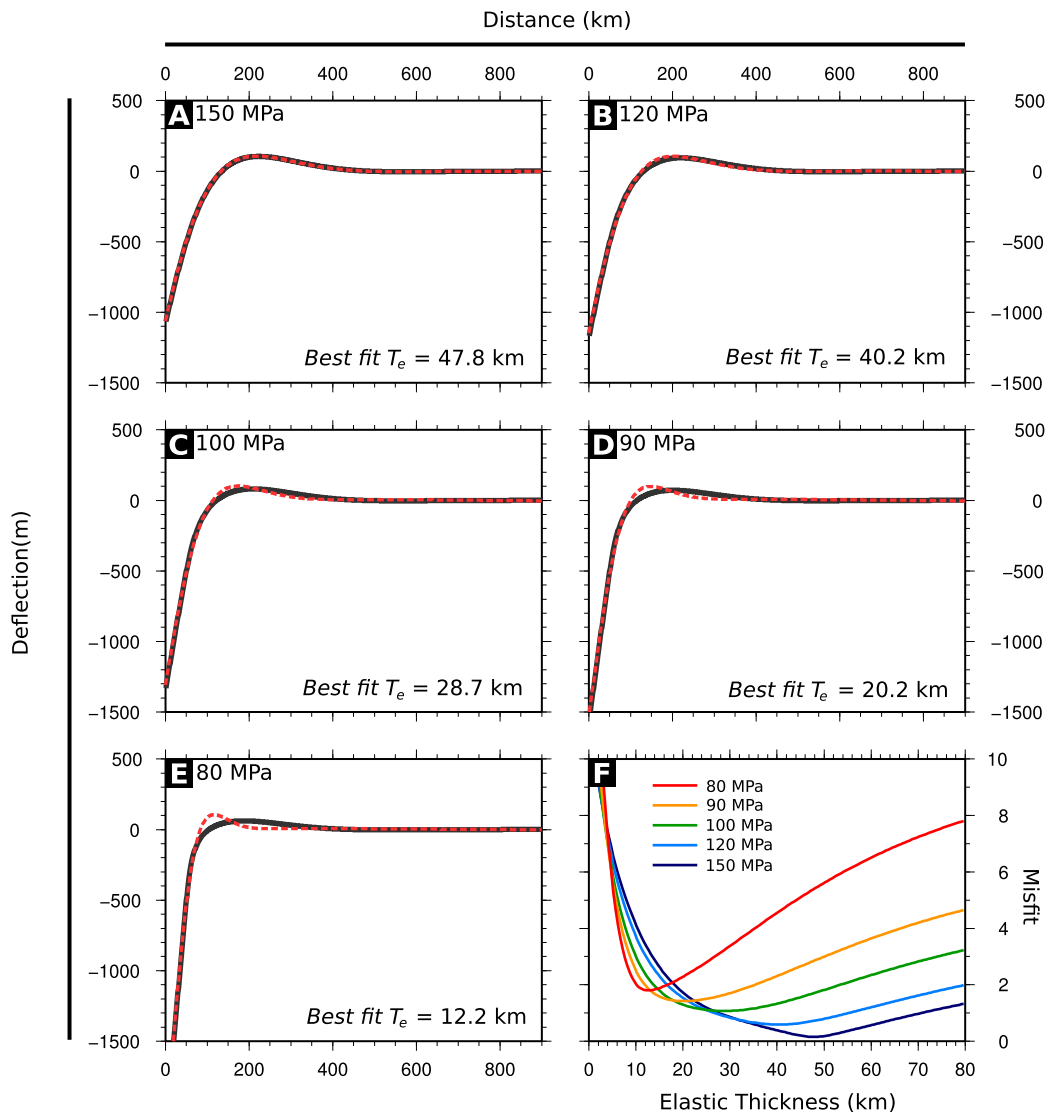 Distance (km)
0 200 400 600 800 0 200 400 600 800
A 150 MPa
B 120 MPa
500 500
0 0
−500 −500
−1000 −1000
−1500 −1500
Best fit Te = 47.8 km
Best fit Te = 40.2 km
C 100 MPa
D 90 MPa
500 500
0 0
−500 −500
−1000 −1000
−1500 −1500
Best fit Te = 28.7 km
Best fit Te = 20.2 km
Deflection(m)
E 80 MPa
500
0
−500
−1000
−1500
Best fit Te = 12.2 km
0 200 400 600 800
F
80 MPa
90 MPa
100 MPa
120 MPa
150 MPa
10
8
6
4
2
0
Misfit
0 10 20 30 40 50 60 70 80
Elastic Thickness (km)